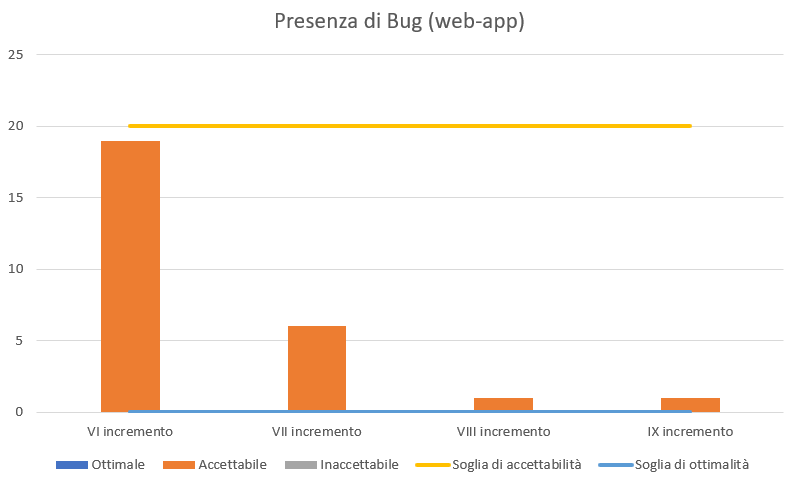 Presenza di Bug (web-app)
25
20
15
10
5
0
VI incremento VII incremento VIII incremento IX incremento
Ottimale Accettabile Inaccettabile Soglia di accettabilità Soglia di ottimalità